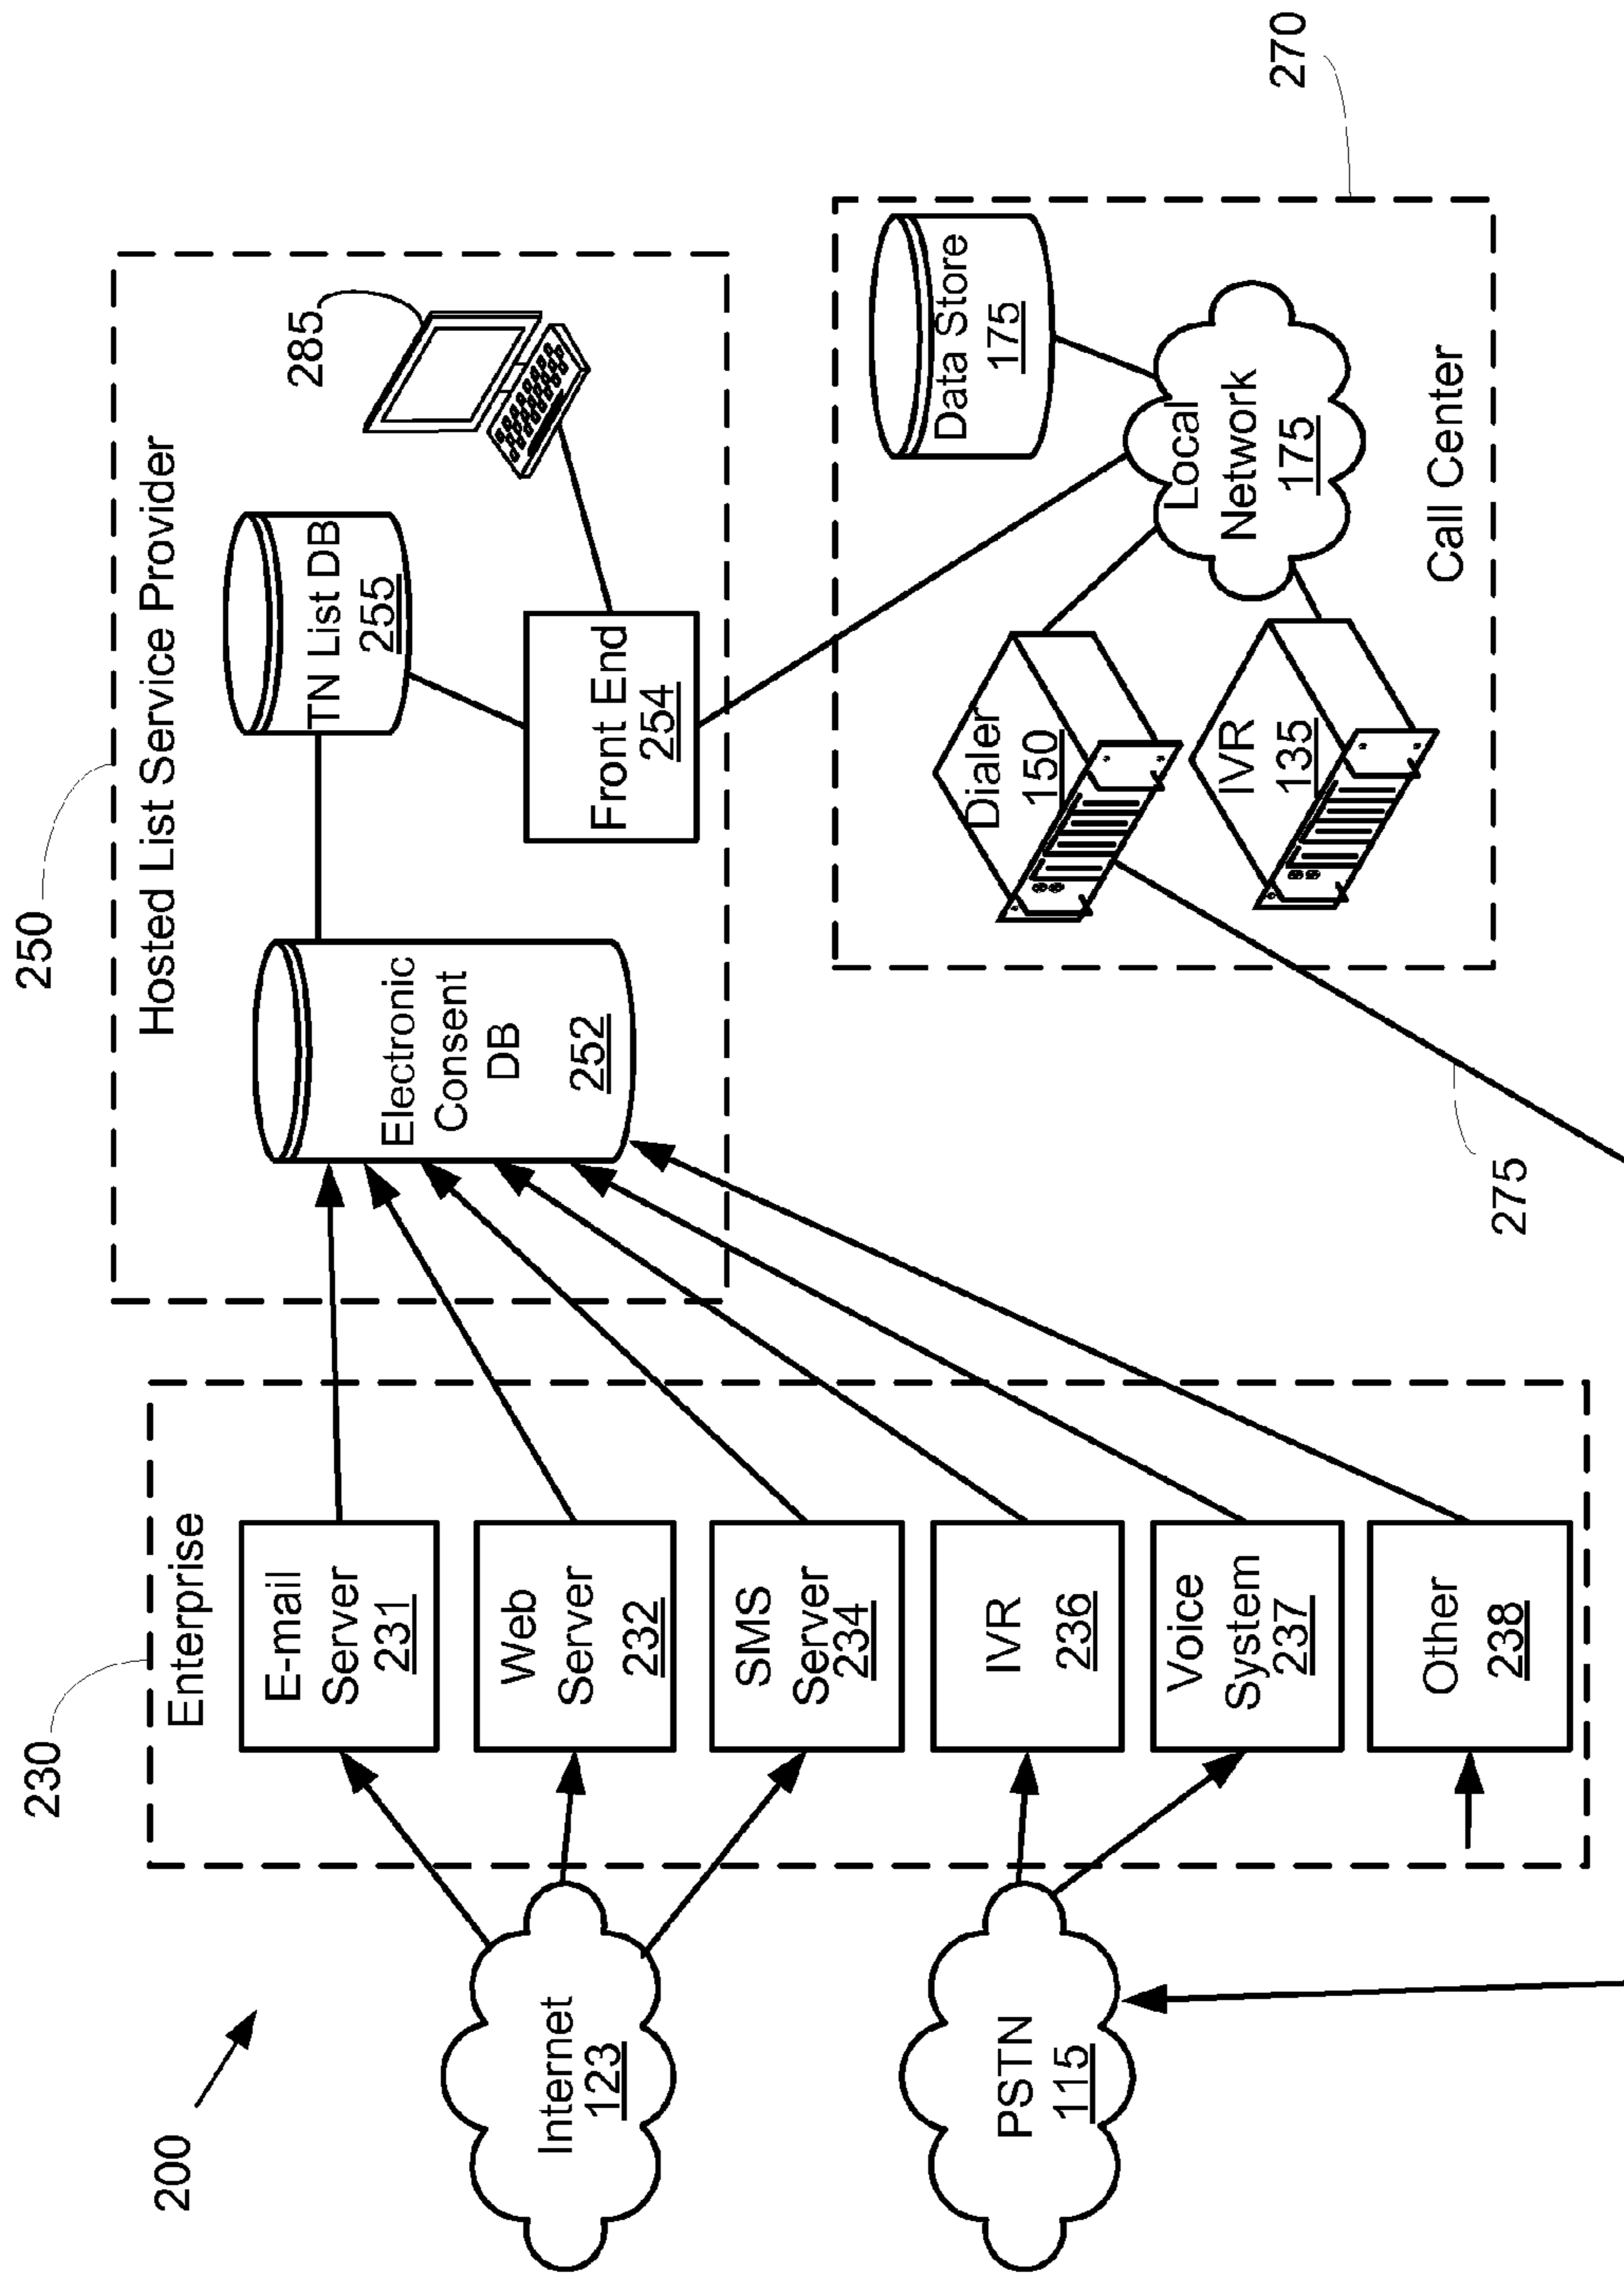 200
230
Enterprise
Internet
123
PSTN
115
E-mail
Server
231
Web
Server
232
SMS
Server
234
IVR
236
Voice
System
237
Other
238
250
Hosted List Service Provider
Electronic
Consent
DB
252
TN List DB
255
Front End
254
285
270
Data Store
175
Local
Network
175
Dialer
150
IVR
135
Call Center
275